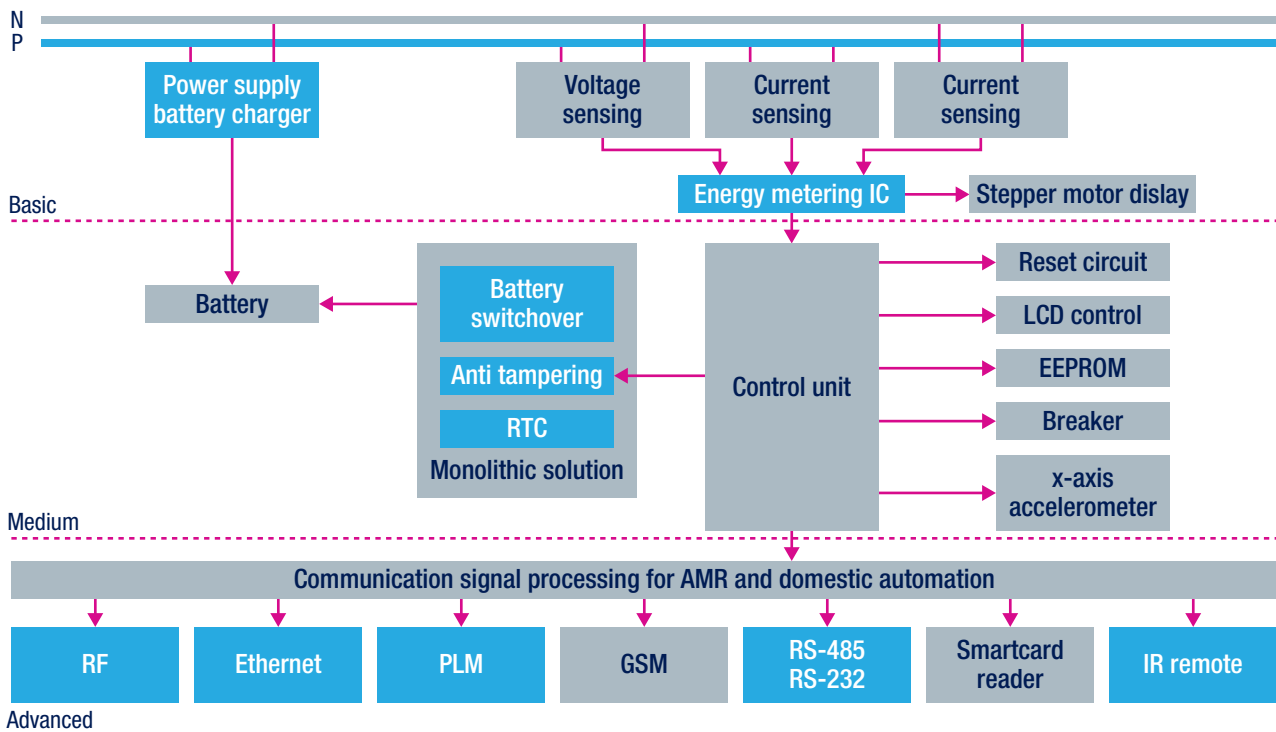 N
P
Power supply
battery charger
Voltage
sensing
Current
sensing
Current
sensing
Energy metering IC
Stepper motor dislay
Basic
Battery
Battery
switchover
Anti tampering
RTC
Monolithic solution
Control unit
Reset circuit
LCD control
EEPROM
Breaker
x-axis
accelerometer
Medium
Communication signal processing for AMR and domestic automation
RF
Ethernet
PLM
GSM
RS-485
RS-232
Smartcard
reader
IR remote
Advanced